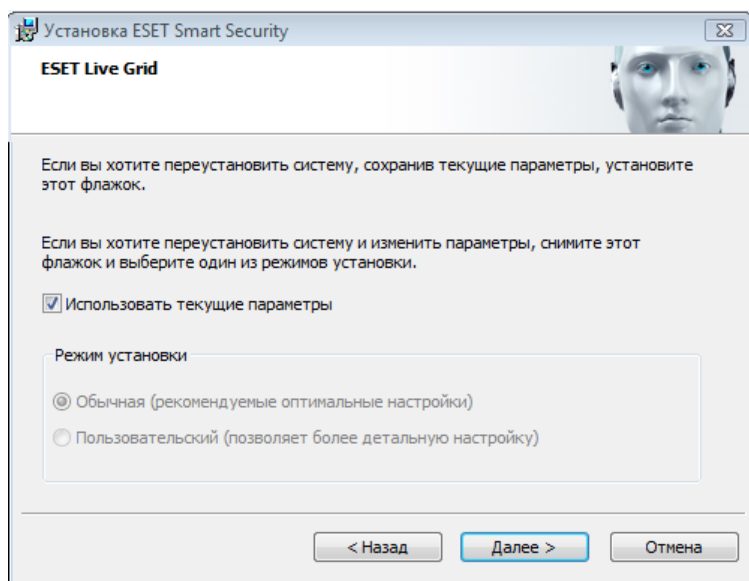 Установка ESET Smart Security
ESET Live Grid
Если вы хотите переустановить систему, сохранив текущие параметры, установите
этот флажок.
Если вы хотите переустановить систему и изменить параметры, снимите этот
флажок и выберите один из режимов установки.
Использовать текущие параметры
Режим установки
Обычная (рекомендуемые оптимальные настройки)
Пользовательский (позволяет более детальную настройку)
< Назад
Далее >
Отмена